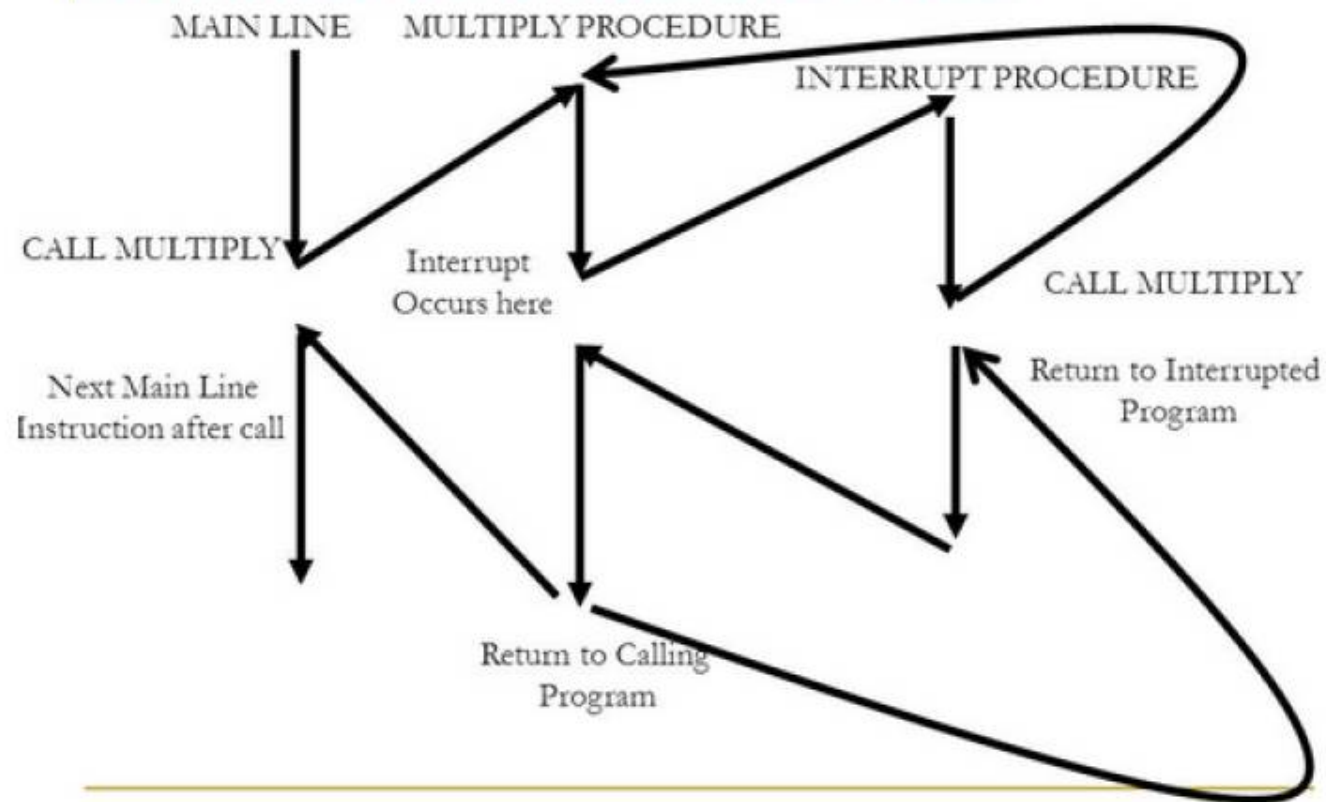 MAIN LINE
MULTIPLY PROCEDURE
INTERRUPT PROCEDURE
CALL MULTIPLY
Interrupt
Occurs here
CALL MULTIPLY
Next Main Line
Instruction after call
Return to Interrupted
Program
Return to Calling
Program